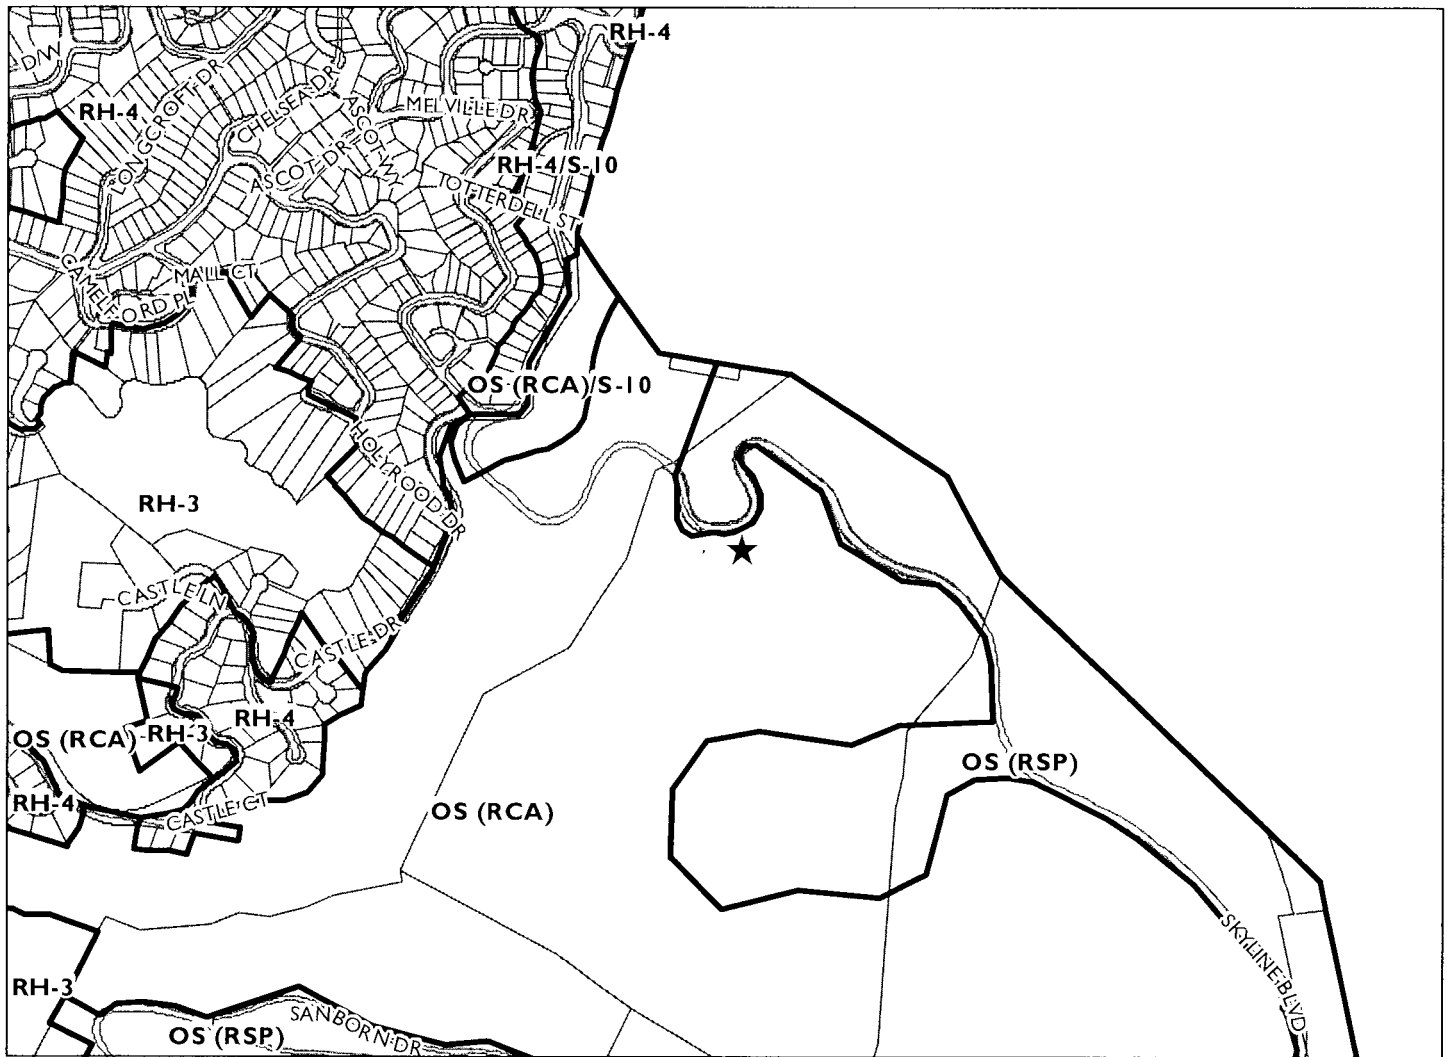 RH-4
D/W
RH-4
LONGCROFT DR
CHELSEA DR
ASCOT DR
ASCOT WY
MELVILLE DR
RH-4/S-10
TOTTERDELL ST
MALL CT
CAMELFORD PL
OS (RCA)/S-10
HOLYROOD DR
RH-3
CASTLE LN
CASTLE DR
OS (RCA)
RH-3
RH-4
RH-4
CASTLE CT
OS (RCA)
OS (RSP)
SKYLINE BLVD
RH-3
OS (RSP)
SANBORN DR